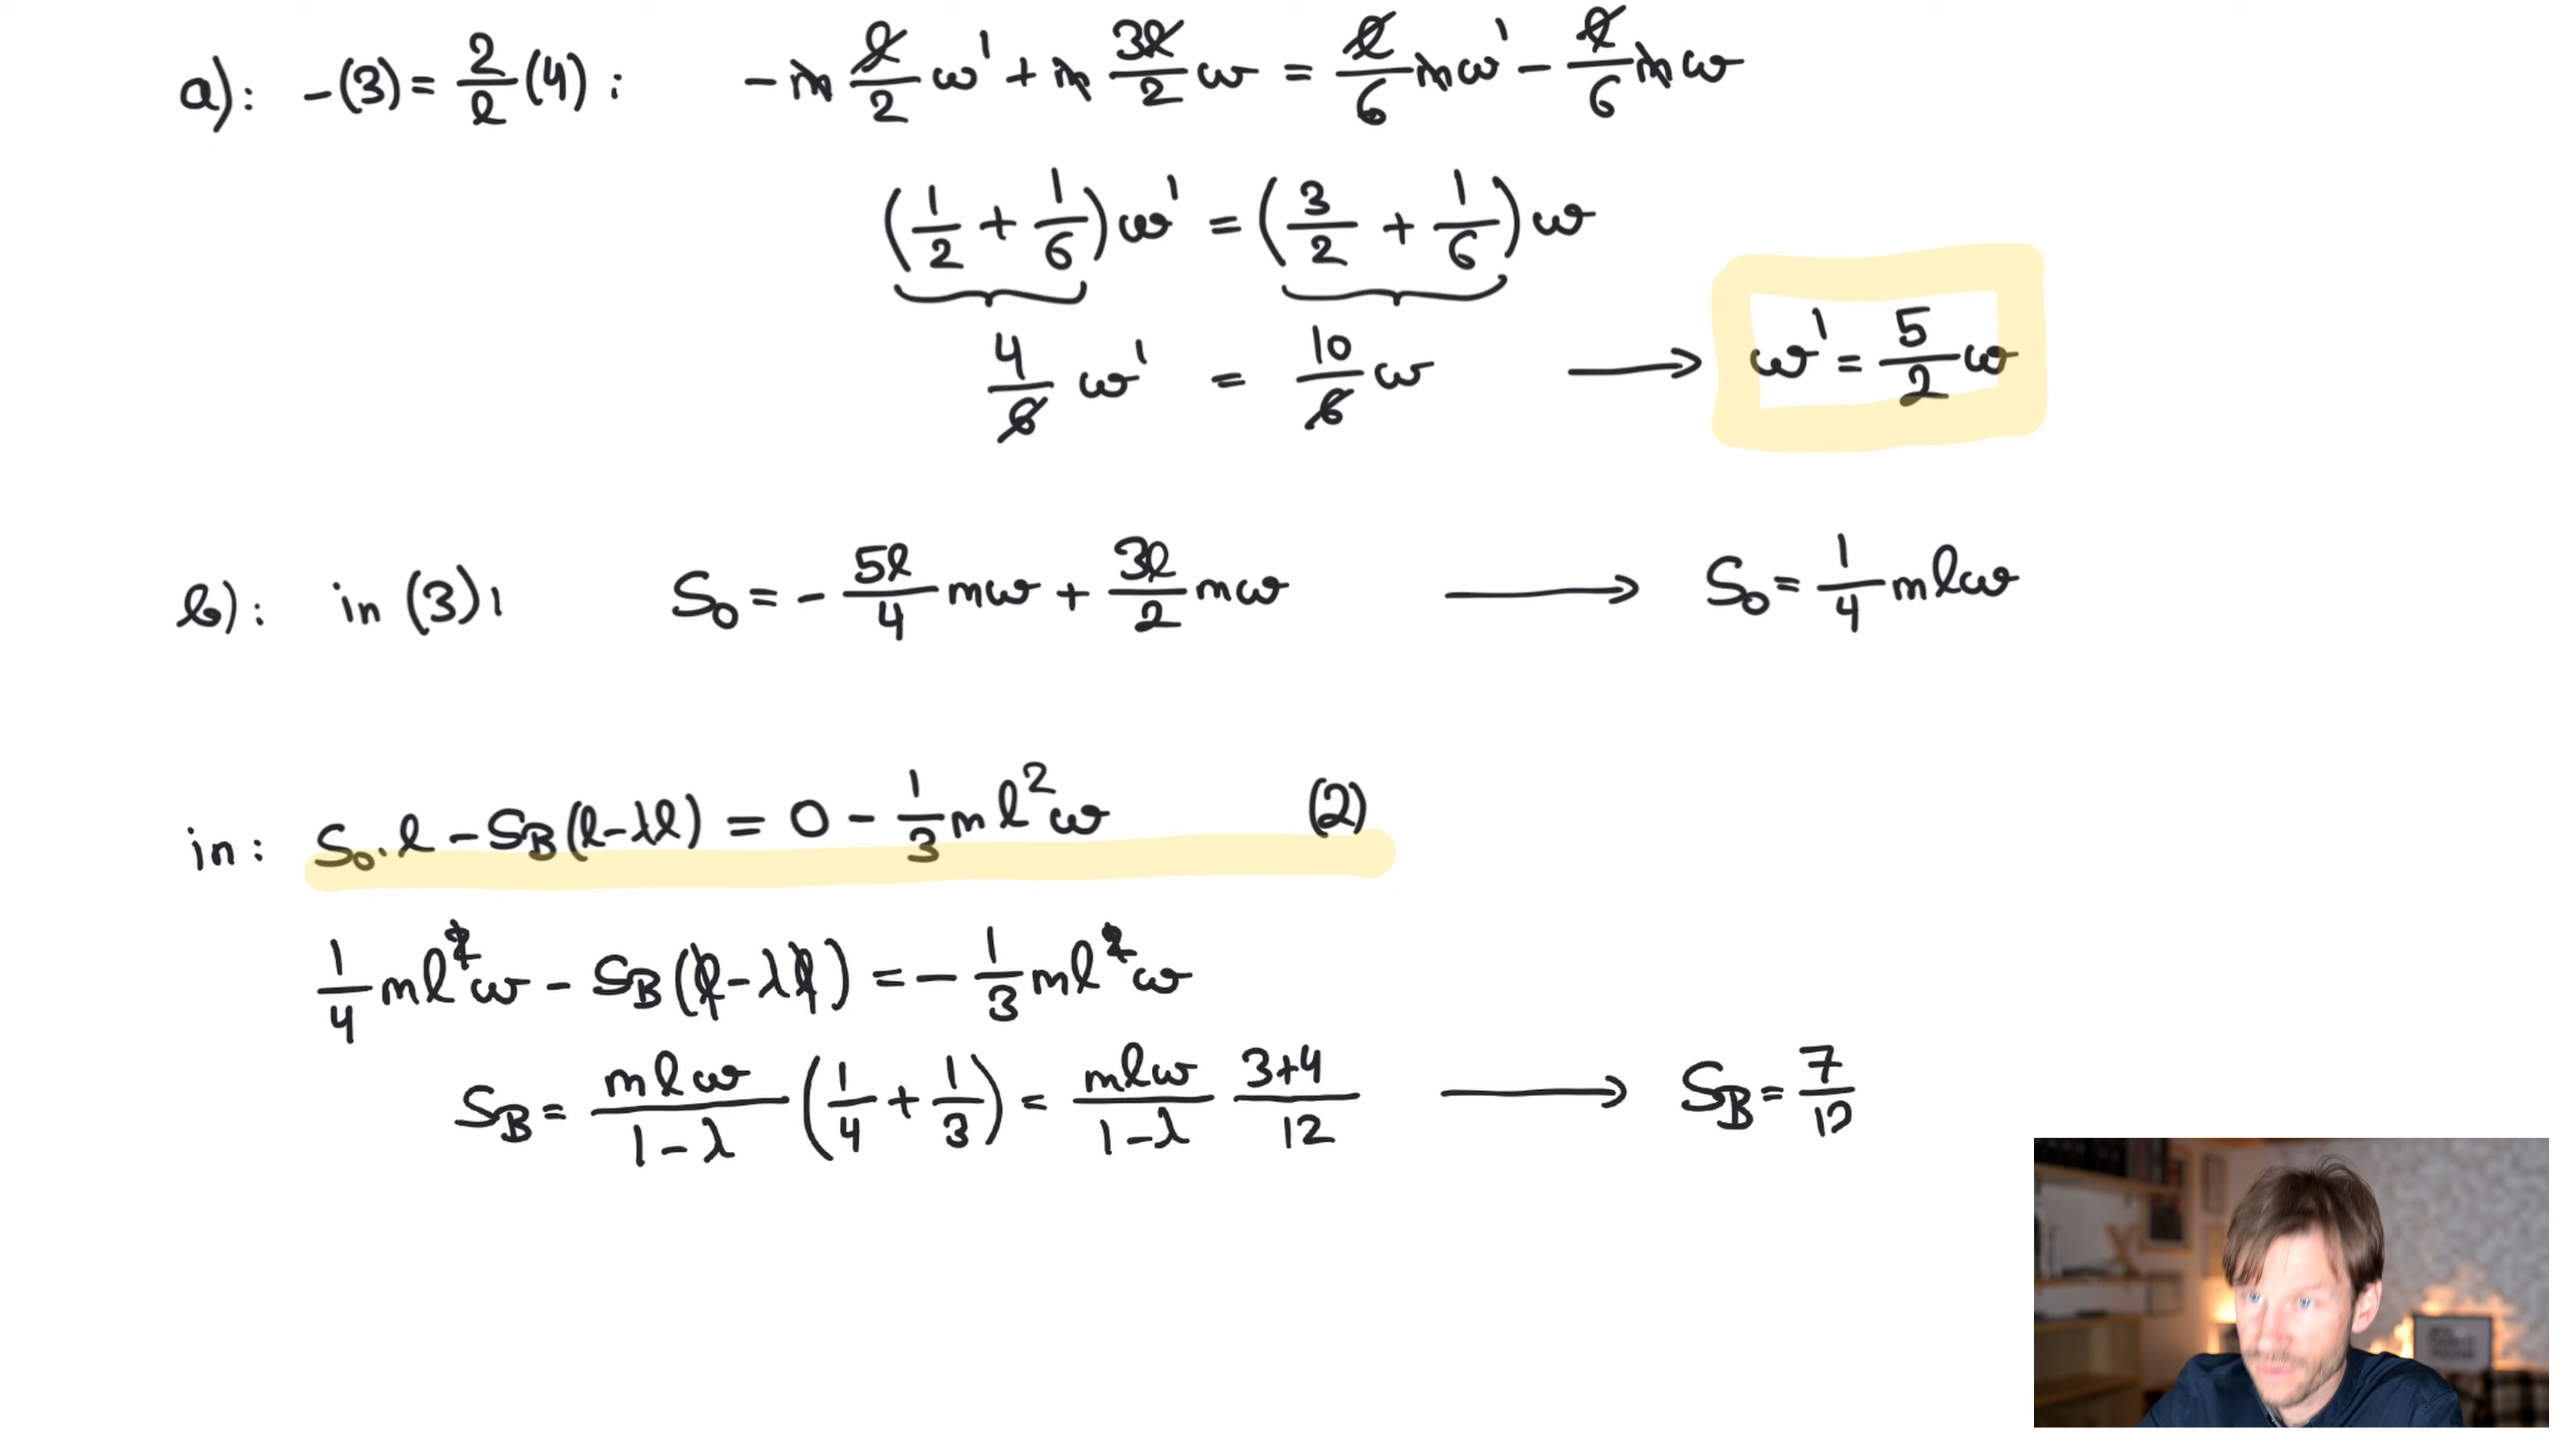 a): -(3) = 2/ℓ (4): -m ℓ/2 ω' + m 3ℓ/2 ω = ℓ/6 mω' - ℓ/6 mω
(1/2 + 1/6) ω' = (3/2 + 1/6) ω
4/6 ω' = 10/6 ω → ω' = 5/2 ω
b): in (3): S₀ = - 5ℓ/4 mω + 3ℓ/2 mω → S₀ = 1/4 mℓω
in: S₀·ℓ - S_B (ℓ-λℓ) = 0 - 1/3 mℓ²ω (2)
1/4 mℓ²ω - S_B (ℓ-λℓ) = - 1/3 mℓ²ω
S_B = mℓω/(1-λ) (1/4 + 1/3) = mℓω/(1-λ) (3+4)/12 → S_B = 7/12